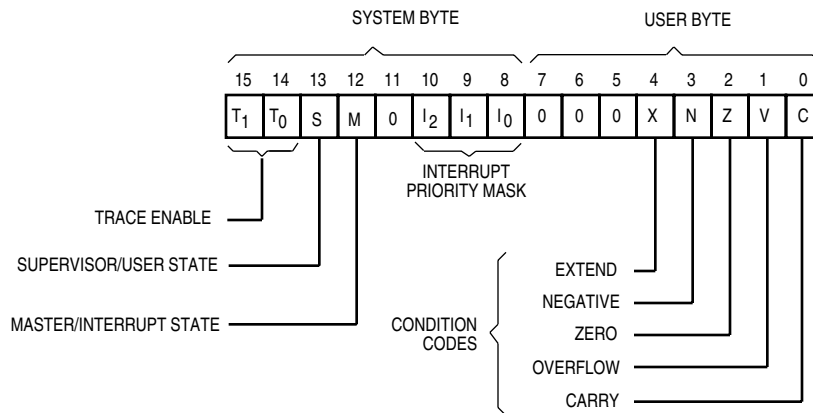 SYSTEM BYTE USER BYTE
15 14 13 12 11 10 9 8 7 6 5 4 3 2 1 0
T1 T0 S M 0 I2 I1 I0 0 0 0 X N Z V C
INTERRUPT
PRIORITY MASK
TRACE ENABLE
SUPERVISOR/USER STATE
MASTER/INTERRUPT STATE
CONDITION
CODES
EXTEND
NEGATIVE
ZERO
OVERFLOW
CARRY